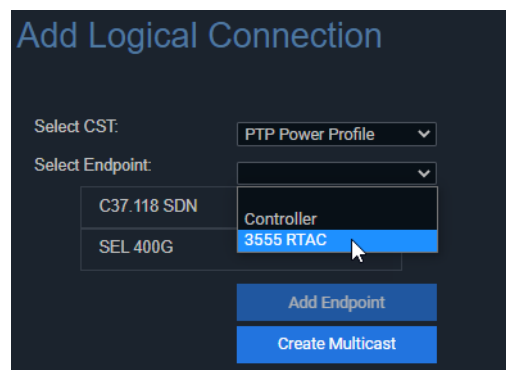 Add Logical Connection
Select CST:
PTP Power Profile
Select Endpoint:
C37.118 SDN
Controller
SEL 400G
3555 RTAC
Add Endpoint
Create Multicast